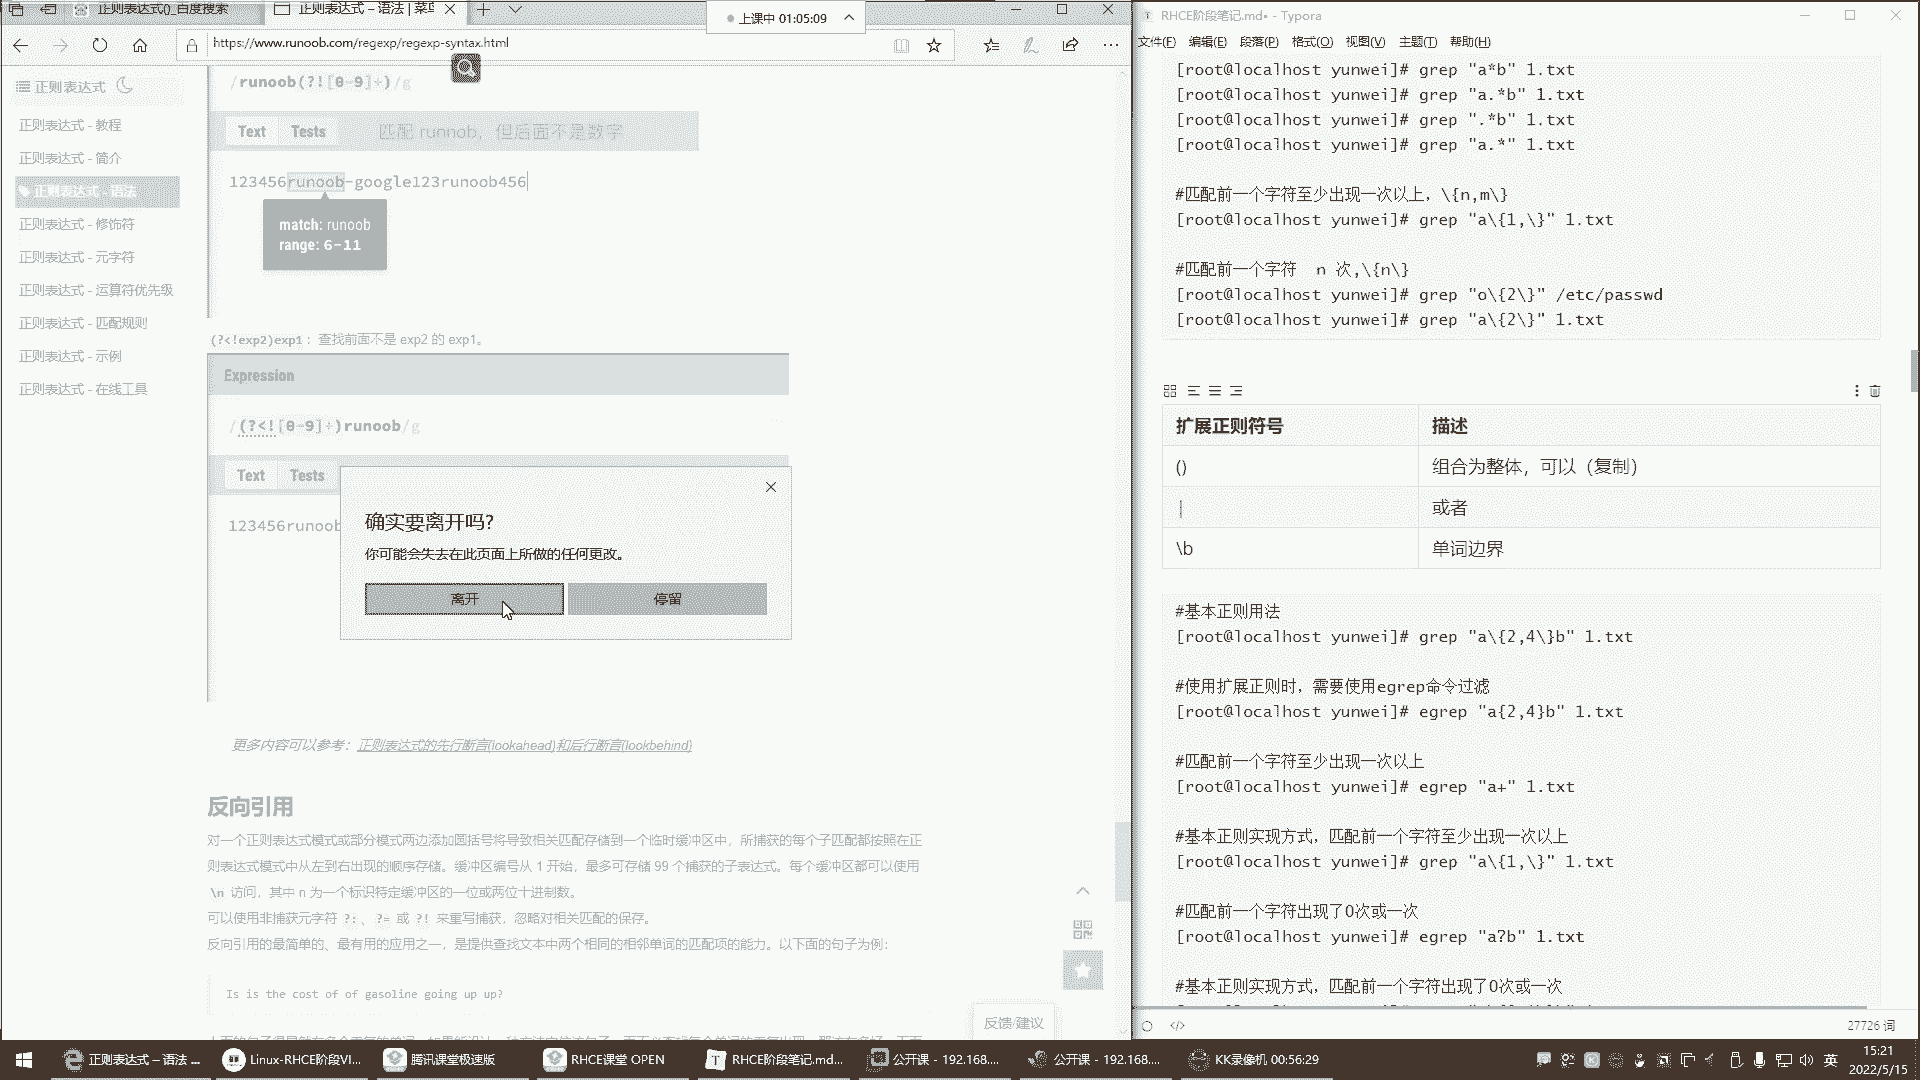 正则表达式()_百度搜索
正则表达式 – 语法 | 菜鸟
上课中 01:05:09
https://www.runoob.com/regexp/regexp-syntax.html
正则表达式
正则表达式 - 教程
正则表达式 - 简介
正则表达式 - 语法
正则表达式 - 修饰符
正则表达式 - 元字符
正则表达式 - 运算符优先级
正则表达式 - 匹配规则
正则表达式 - 示例
正则表达式 - 在线工具
/runoob(?![0-9]+)/g
Text Tests 匹配 runnob，但后面不是数字
123456runoob-google123runoob456
match: runoob
range: 6-11
(?<!exp2)exp1：查找前面不是 exp2 的 exp1。
Expression
/(?<![0-9]+)runoob/g
Text Tests
123456runoob
确实要离开吗?
你可能会失去在此页面上所做的任何更改。
离开 停留
更多内容可以参考：正则表达式的先行断言(lookahead)和后行断言(lookbehind)
反向引用
对一个正则表达式模式或部分模式两边添加圆括号将导致相关匹配存储到一个临时缓冲区中，所捕获的每个子匹配都按照在正
则表达式模式中从左到右出现的顺序存储。缓冲区编号从 1 开始，最多可存储 99 个捕获的子表达式。每个缓冲区都可以使用
\n 访问，其中 n 为一个标识特定缓冲区的一位或两位十进制数。
可以使用非捕获元字符 ?:、?= 或 ?! 来重写捕获，忽略对相关匹配的保存。
反向引用的最简单的、最有用的应用之一，是提供查找文本中两个相同的相邻单词的匹配项的能力。以下面的句子为例：
Is is the cost of of gasoline going up up?
反馈/建议
RHCE阶段笔记.md• - Typora
文件(F) 编辑(E) 段落(P) 格式(O) 视图(V) 主题(T) 帮助(H)
[root@localhost yunwei]# grep "a*b" 1.txt
[root@localhost yunwei]# grep "a.*b" 1.txt
[root@localhost yunwei]# grep ".*b" 1.txt
[root@localhost yunwei]# grep "a.*" 1.txt
#匹配前一个字符至少出现一次以上，\{n,m\}
[root@localhost yunwei]# grep "a\{1,\}" 1.txt
#匹配前一个字符 n 次,\{n\}
[root@localhost yunwei]# grep "o\{2\}" /etc/passwd
[root@localhost yunwei]# grep "a\{2\}" 1.txt
扩展正则符号 描述
() 组合为整体，可以（复制）
| 或者
\b 单词边界
#基本正则用法
[root@localhost yunwei]# grep "a\{2,4\}b" 1.txt
#使用扩展正则时，需要使用egrep命令过滤
[root@localhost yunwei]# egrep "a{2,4}b" 1.txt
#匹配前一个字符至少出现一次以上
[root@localhost yunwei]# egrep "a+" 1.txt
#基本正则实现方式，匹配前一个字符至少出现一次以上
[root@localhost yunwei]# grep "a\{1,\}" 1.txt
#匹配前一个字符出现了0次或一次
[root@localhost yunwei]# egrep "a?b" 1.txt
#基本正则实现方式，匹配前一个字符出现了0次或一次
27726 词
正则表达式 – 语法 ...
Linux-RHCE阶段VI...
腾讯课堂极速版
RHCE课堂 OPEN
RHCE阶段笔记.md...
公开课 - 192.168....
公开课 - 192.168....
KK录像机 00:56:29
英
15:21
2022/5/15